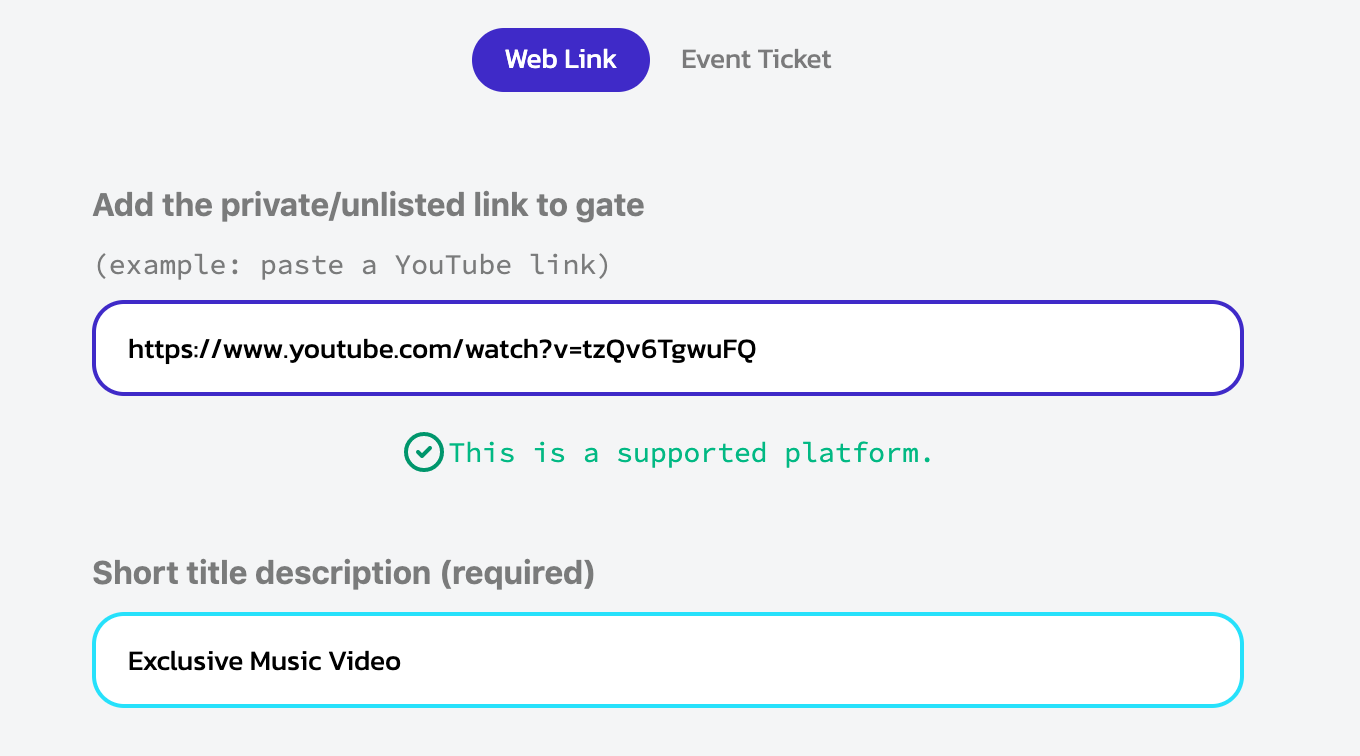 Web Link
Event Ticket
Add the private/unlisted link to gate
(example: paste a YouTube link)
https://www.youtube.com/watch?v=tzQv6TgwuFQ
This is a supported platform.
Short title description (required)
Exclusive Music Video